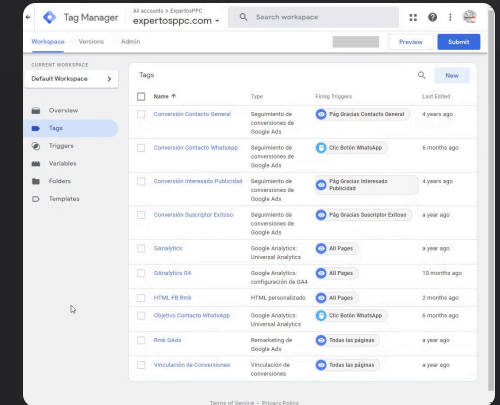 Tag Manager
All accounts > ExpertosPPC
expertosppc.com
Search workspace
Workspace Versions Admin
Preview
Submit
CURRENT WORKSPACE
Default Workspace
Overview
Tags
Triggers
Variables
Folders
Templates
Tags
New
Name Type Firing Triggers Last Edited
Conversión Contacto General
Seguimiento de
conversiones de
Google Ads
Pág Gracias Contacto General
4 years ago
Conversión Contacto WhatsApp
Seguimiento de
conversiones de
Google Ads
Clic Botón WhatsApp
6 months ago
Conversión Interesado Publicidad
Seguimiento de
conversiones de
Google Ads
Pág Gracias Interesado
Publicidad
4 years ago
Conversión Suscriptor Exitoso
Seguimiento de
conversiones de
Google Ads
Pág Gracias Suscriptor Exitoso
a year ago
GAnalytics
Google Analytics:
Universal Analytics
All Pages
a year ago
GAnalytics G4
Google Analytics:
configuración de GA4
All Pages
10 months ago
HTML FB Rmk
HTML personalizado
All Pages
2 months ago
Objetivo Contacto WhatsApp
Google Analytics:
Universal Analytics
Clic Botón WhatsApp
6 months ago
Rmk GAds
Remarketing de
Google Ads
Todas las páginas
a year ago
Vinculación de Conversiones
Vinculación de
conversiones
Todas las páginas
a year ago
Terms of Service · Privacy Policy